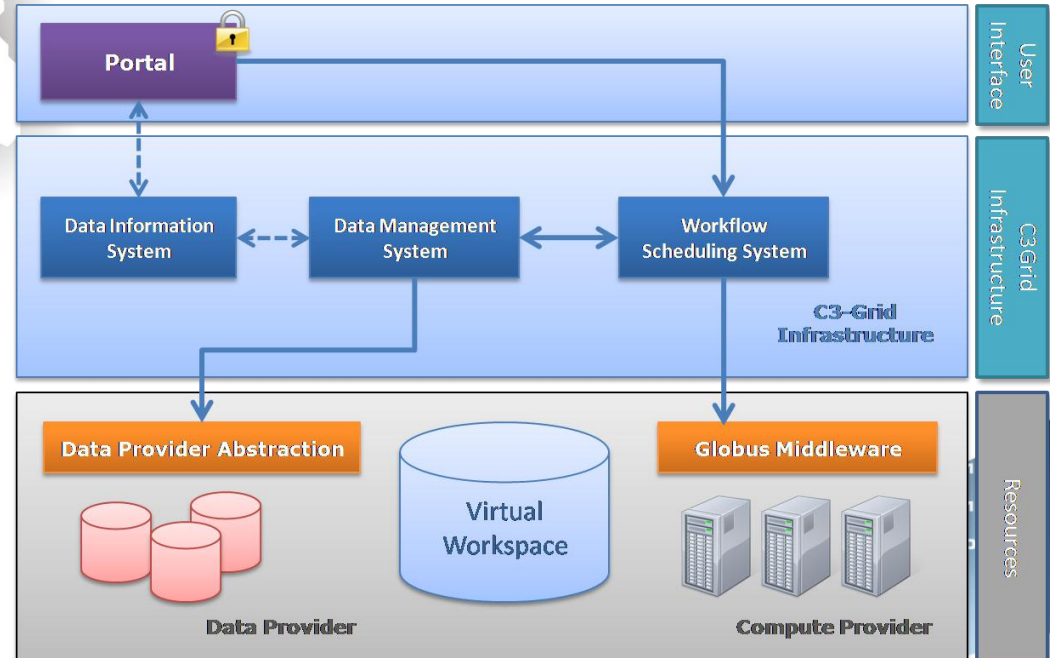 Portal
User
Interface
Data Information
System
Data Management
System
Workflow
Scheduling System
C3-Grid
Infrastructure
C3Grid
Infrastructure
Data Provider Abstraction
Globus Middleware
Virtual
Workspace
Data Provider
Compute Provider
Resources